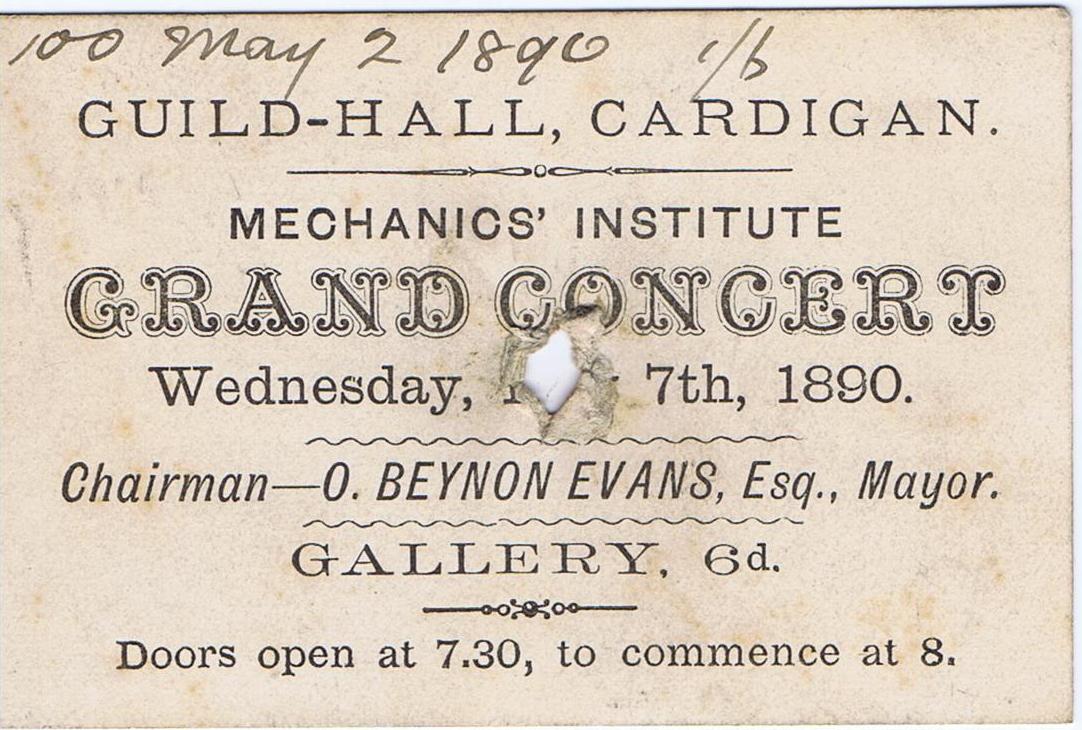 100 May 2 1890 1/6
GUILD-HALL, CARDIGAN.
MECHANICS' INSTITUTE
GRAND CONCERT
Wednesday, 7th, 1890.
Chairman—O. BEYNON EVANS, Esq., Mayor.
GALLERY, 6d.
Doors open at 7.30, to commence at 8.